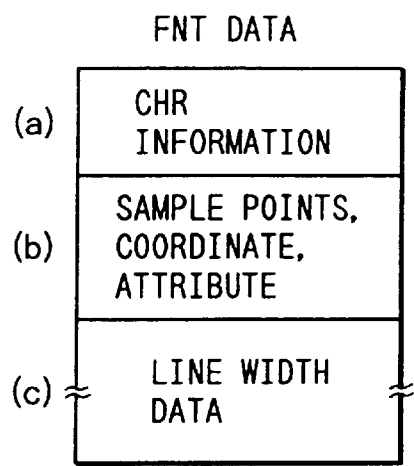 FNT DATA
(a)
CHR
INFORMATION
(b)
SAMPLE POINTS,
COORDINATE,
ATTRIBUTE
(c)
LINE WIDTH
DATA